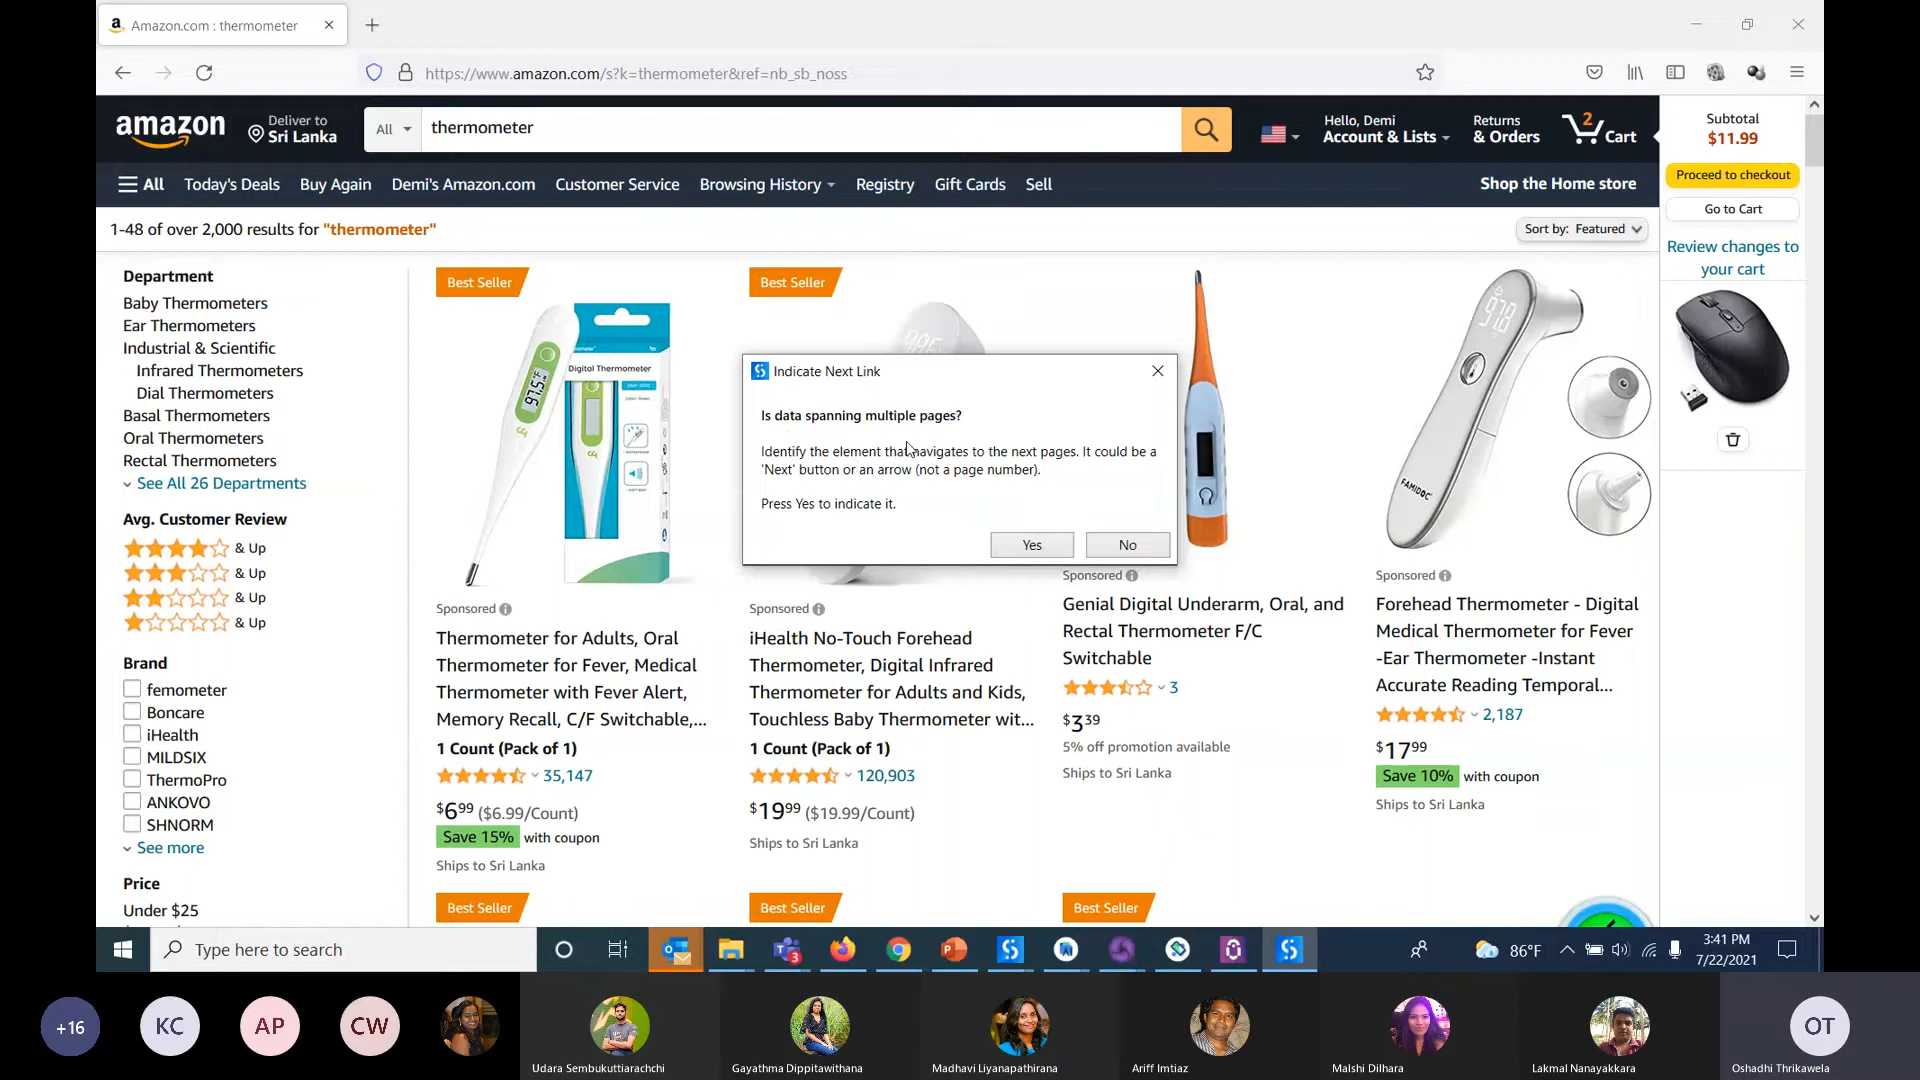 Amazon.com : thermometer
https://www.amazon.com/s?k=thermometer&ref=nb_sb_noss
amazon
Deliver to
Sri Lanka
All
thermometer
Hello, Demi
Account & Lists
Returns
& Orders
2
Cart
Subtotal
$11.99
Proceed to checkout
Go to Cart
Review changes to
your cart
All
Today's Deals
Buy Again
Demi's Amazon.com
Customer Service
Browsing History
Registry
Gift Cards
Sell
Shop the Home store
1-48 of over 2,000 results for "thermometer"
Sort by: Featured
Department
Baby Thermometers
Ear Thermometers
Industrial & Scientific
Infrared Thermometers
Dial Thermometers
Basal Thermometers
Oral Thermometers
Rectal Thermometers
See All 26 Departments
Avg. Customer Review
& Up
& Up
& Up
& Up
Brand
femometer
Boncare
iHealth
MILDSIX
ThermoPro
ANKOVO
SHNORM
See more
Price
Under $25
Best Seller
Digital Thermometer
97.5°F
Sponsored
Thermometer for Adults, Oral
Thermometer for Fever, Medical
Thermometer with Fever Alert,
Memory Recall, C/F Switchable,...
1 Count (Pack of 1)
35,147
$699 ($6.99/Count)
Save 15% with coupon
Ships to Sri Lanka
Best Seller
Sponsored
iHealth No-Touch Forehead
Thermometer, Digital Infrared
Thermometer for Adults and Kids,
Touchless Baby Thermometer wit...
1 Count (Pack of 1)
120,903
$1999 ($19.99/Count)
Ships to Sri Lanka
Indicate Next Link
Is data spanning multiple pages?
Identify the element that navigates to the next pages. It could be a
'Next' button or an arrow (not a page number).
Press Yes to indicate it.
Yes
No
Sponsored
Genial Digital Underarm, Oral, and
Rectal Thermometer F/C
Switchable
3
$339
5% off promotion available
Ships to Sri Lanka
97.8
FAMIDOC
Sponsored
Forehead Thermometer - Digital
Medical Thermometer for Fever
-Ear Thermometer -Instant
Accurate Reading Temporal...
2,187
$1799
Save 10% with coupon
Ships to Sri Lanka
Best Seller
Best Seller
Best Seller
Type here to search
3
86°F
3:41 PM
7/22/2021
+16
KC
AP
CW
OT
Udara Sembukuttiarachchi
Gayathma Dippitawithana
Madhavi Liyanapathirana
Ariff Imtiaz
Malshi Dilhara
Lakmal Nanayakkara
Oshadhi Thrikawela